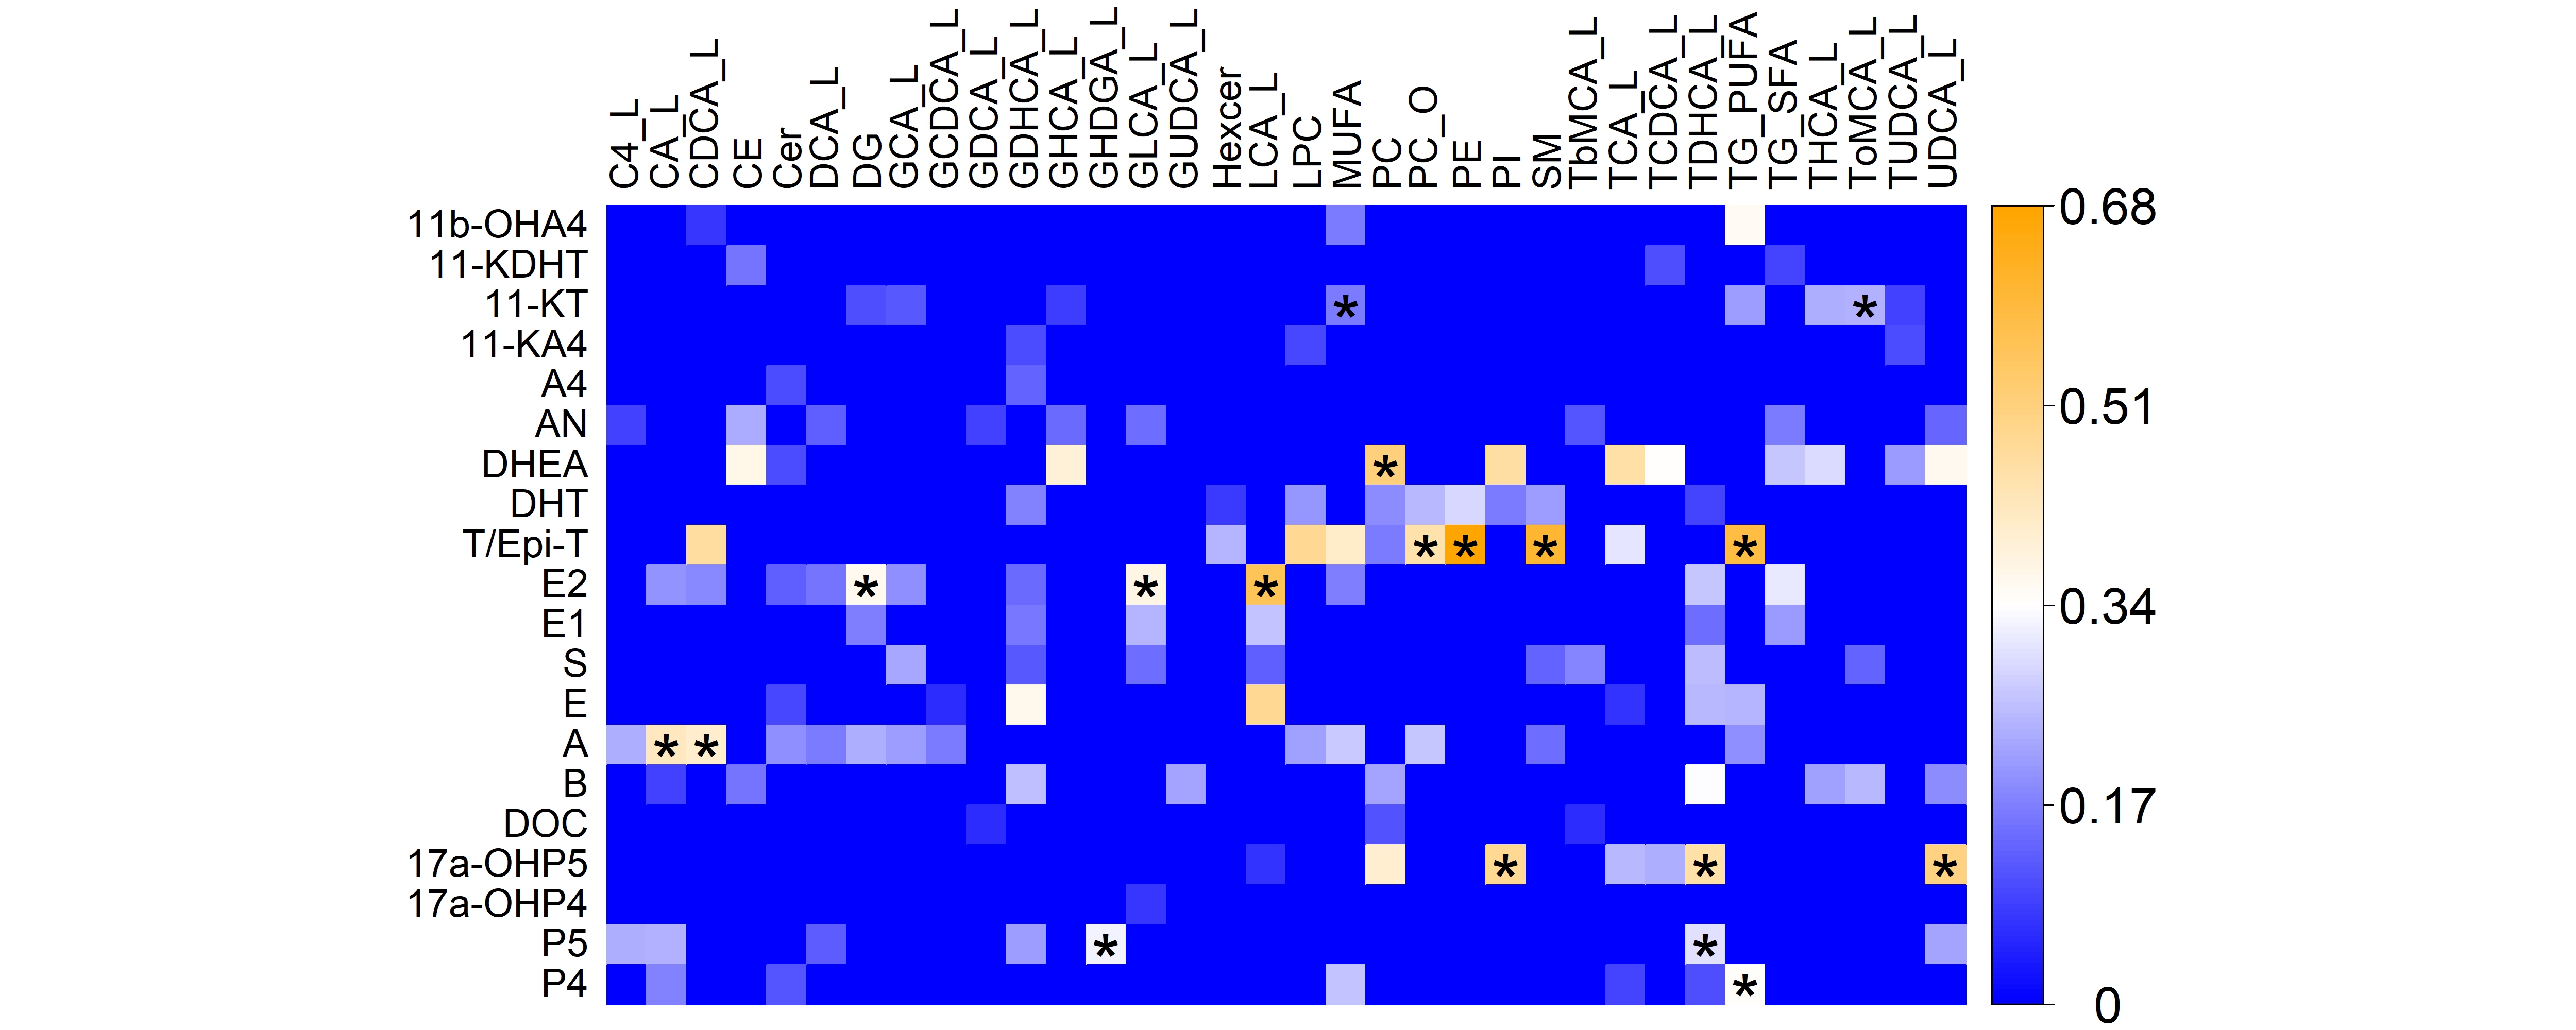 C4_L
CA_L
CDCA_L
CE
Cer
DCA_L
DG
GCA_L
GCDCA_L
GDCA_L
GDHCA_L
GHCA_L
GHDGA_L
GLCA_L
GUDCA_L
Hexcer
LCA_L
LPC
MUFA
PC
PC_O
PE
PI
SM
TbMCA_L
TCA_L
TCDCA_L
TDHCA_L
TG_PUFA
TG_SFA
THCA_L
ToMCA_L
TUDCA_L
UDCA_L
11b-OHA4
11-KDHT
11-KT * *
11-KA4
A4
AN
DHEA *
DHT
T/Epi-T * * * *
E2 * * *
E1
S
E
A * *
B
DOC
17a-OHP5 * * *
17a-OHP4
P5 * *
P4 *
0.68
0.51
0.34
0.17
0